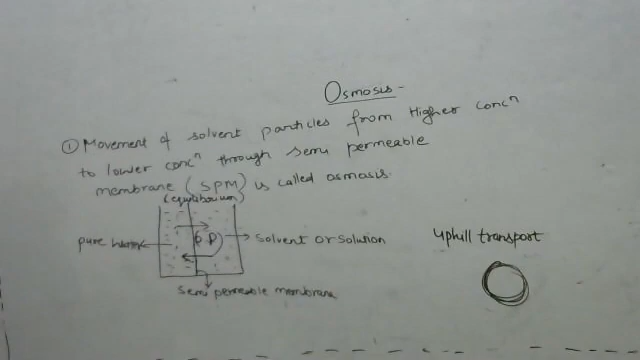 Osmosis -
① Movement of solvent particles from Higher concⁿ
to lower concⁿ through semi permeable
membrane (SPM) is called osmosis.
(equilibrium)
pure water
O.P
solvent or solution
semi permeable membrane
uphill transport